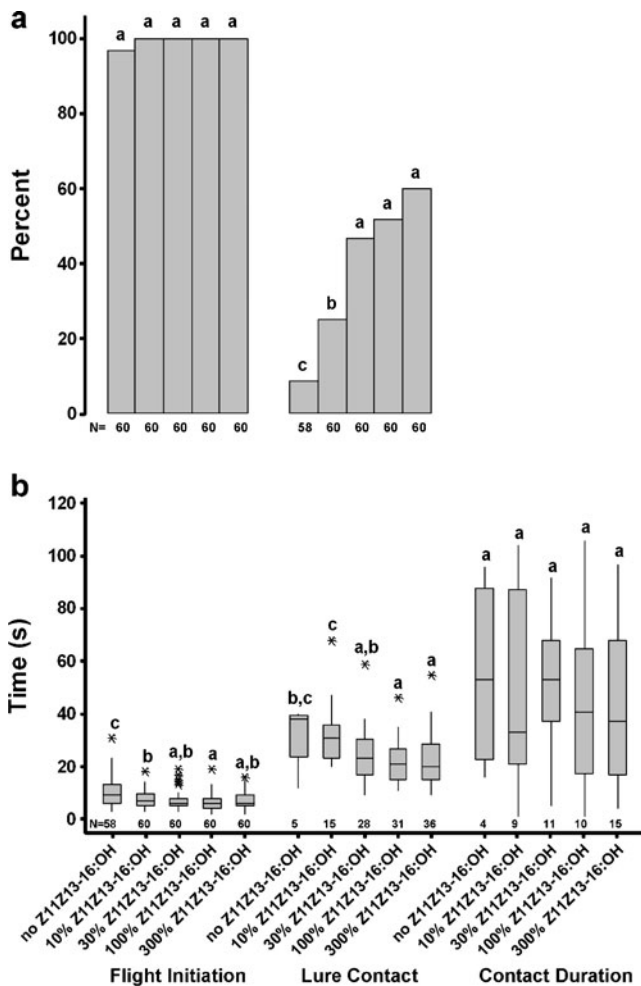 a
100
80
60
40
20
0
Percent
a a a a a
c b a a a
N= 60 60 60 60 60
58 60 60 60 60
b
120
100
80
60
40
20
0
Time (s)
c b a,b a a,b
b,c c a,b a a
a a a a a
N=58 60 60 60 60
5 15 28 31 36
4 9 11 10 15
no Z11Z13-16:OH
10% Z11Z13-16:OH
30% Z11Z13-16:OH
100% Z11Z13-16:OH
300% Z11Z13-16:OH
no Z11Z13-16:OH
10% Z11Z13-16:OH
30% Z11Z13-16:OH
100% Z11Z13-16:OH
300% Z11Z13-16:OH
no Z11Z13-16:OH
10% Z11Z13-16:OH
30% Z11Z13-16:OH
100% Z11Z13-16:OH
300% Z11Z13-16:OH
Flight Initiation Lure Contact Contact Duration